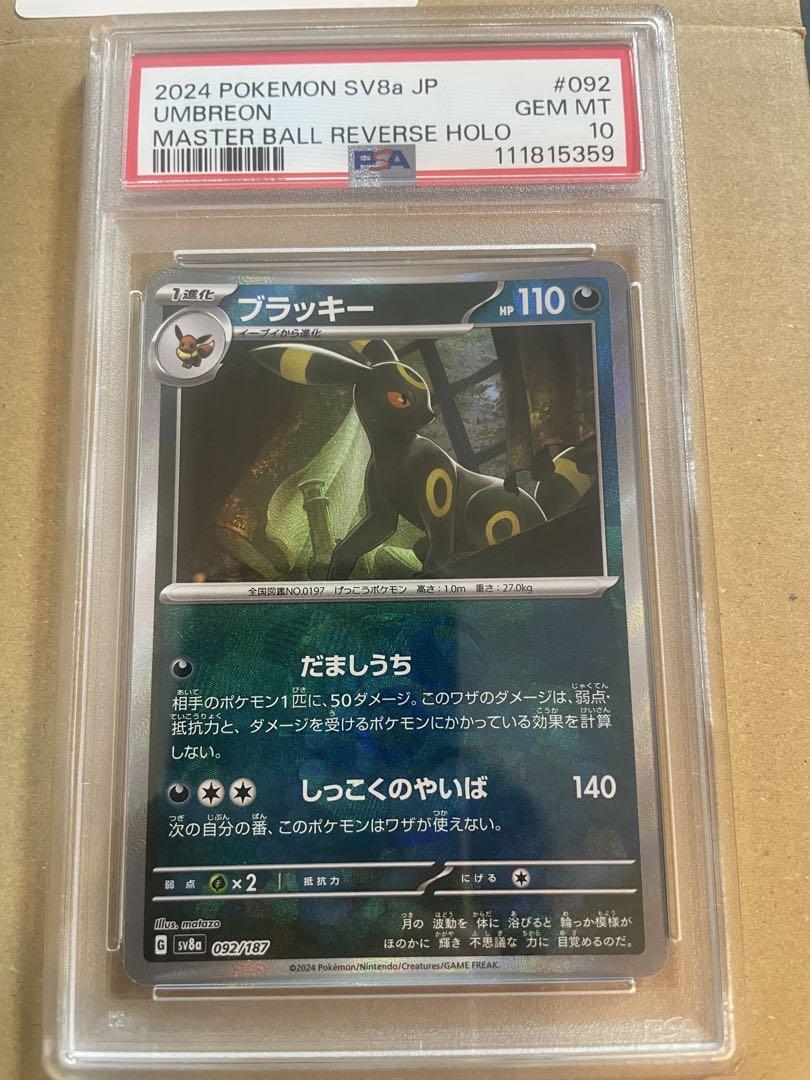 2024 POKEMON SV8a JP #092
UMBREON GEM MT
MASTER BALL REVERSE HOLO 10
PSA 111815359
1進化 ブラッキー HP 110
イーブイから進化
全国図鑑NO.0197 げっこうポケモン 高さ:1.0m 重さ:27.0kg
だましうち
相手のポケモン1匹に、50ダメージ。このワザのダメージは、弱点・
抵抗力と、ダメージを受けるポケモンにかかっている効果を計算
しない。
しっこくのやいば 140
次の自分の番、このポケモンはワザが使えない。
弱点 ×2 抵抗力 にげる
Illus. matazo
G sv8a 092/187
月の波動を体に浴びると輪っか模様が
ほのかに輝き不思議な力に目覚めるのだ。
©2024 Pokémon/Nintendo/Creatures/GAME FREAK.